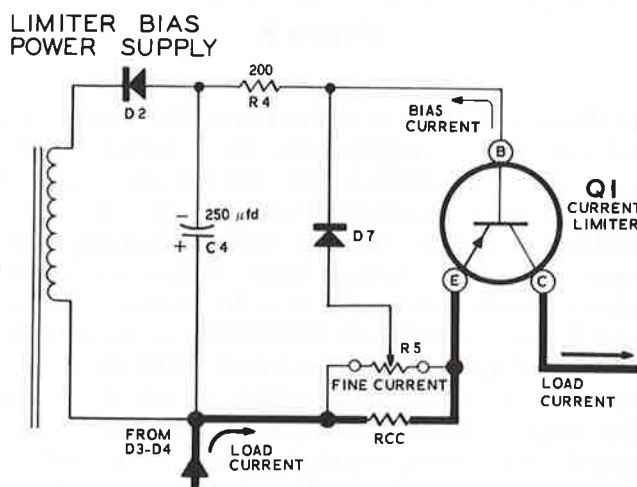 LIMITER BIAS
POWER SUPPLY
D2
200
R4
BIAS
CURRENT
B
Q1
CURRENT
LIMITER
−
250 µfd
+
C4
D7
E
C
R5
FINE CURRENT
LOAD
CURRENT
RCC
FROM
D3-D4
LOAD
CURRENT